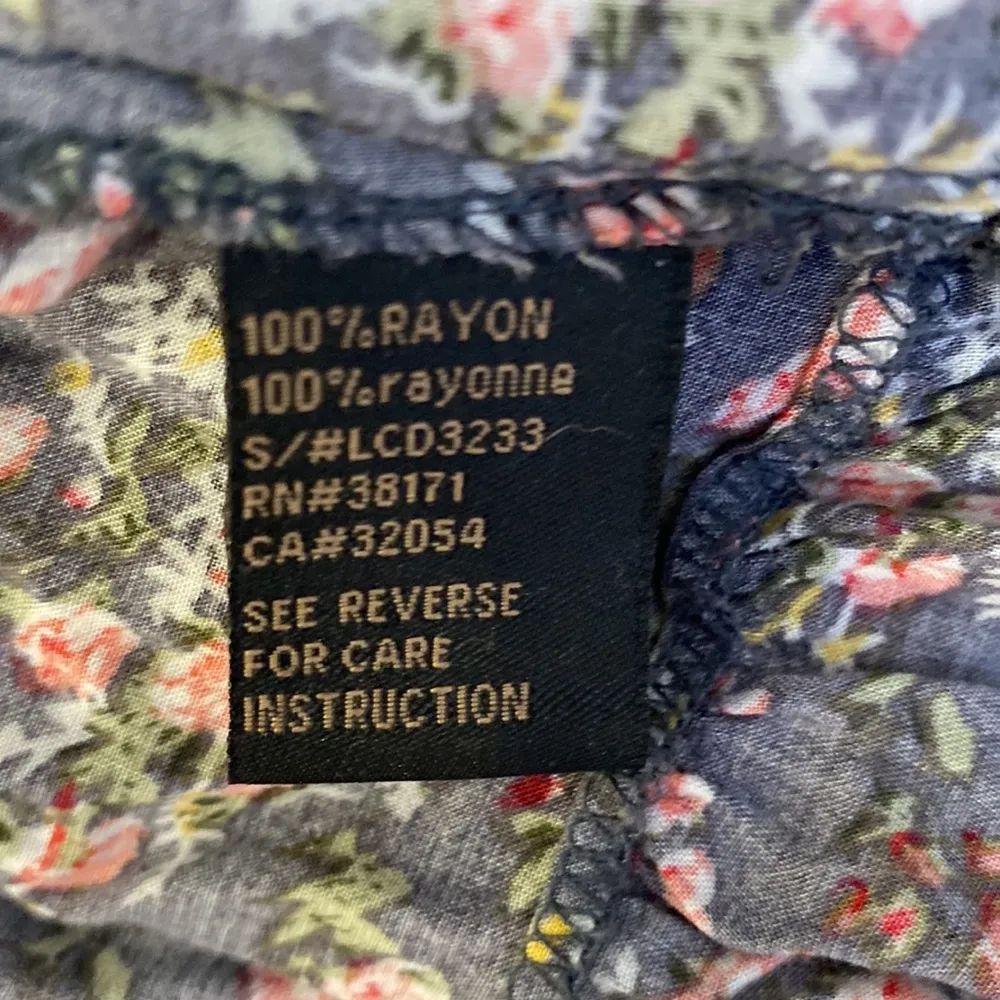 100%RAYON
100%rayonne
S/#LCD3233
RN#38171
CA#32054
SEE REVERSE
FOR CARE
INSTRUCTION